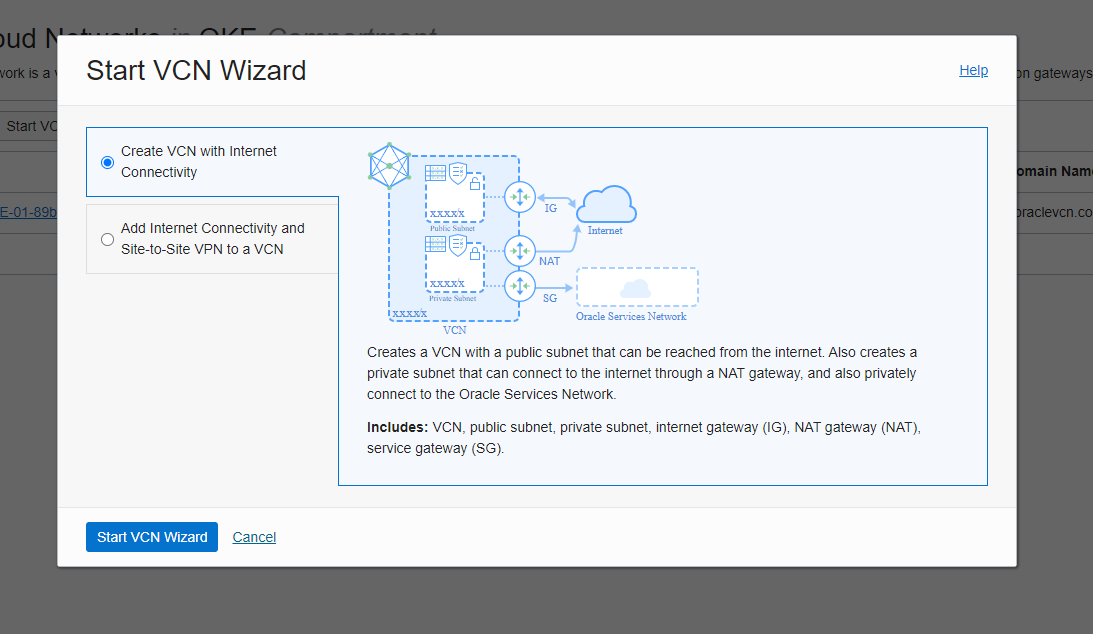 oud Networks in OKE Compartment
work is a v
on gateways
Start VC
omain Nam
E-01-89b
oraclevcn.co
Start VCN Wizard
Help
Create VCN with Internet
Connectivity
Add Internet Connectivity and
Site-to-Site VPN to a VCN
xxxx/x
Public Subnet
xxxx/x
Private Subnet
xxxx/x
VCN
IG
NAT
SG
Internet
Oracle Services Network
Creates a VCN with a public subnet that can be reached from the internet. Also creates a
private subnet that can connect to the internet through a NAT gateway, and also privately
connect to the Oracle Services Network.
Includes: VCN, public subnet, private subnet, internet gateway (IG), NAT gateway (NAT),
service gateway (SG).
Start VCN Wizard
Cancel